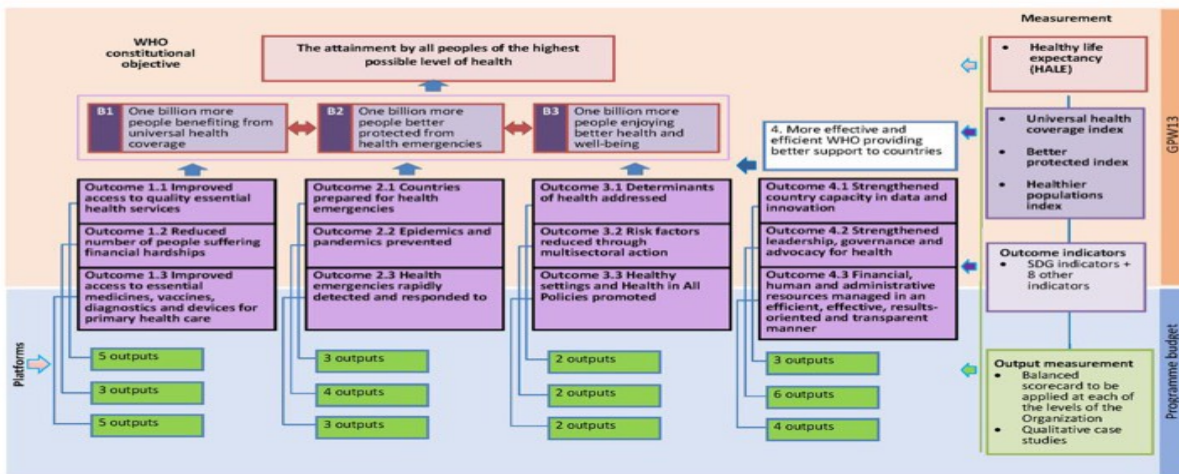 Measurement
WHO
constitutional
objective
The attainment by all peoples of the highest
possible level of health
• Healthy life
expectancy
(HALE)
B1
One billion more
people benefiting from
universal health
coverage
B2
One billion more
people better
protected from
health emergencies
B3
One billion more
people enjoying
better health and
well-being
4. More effective and
efficient WHO providing
better support to countries
• Universal health
coverage index
• Better
protected index
• Healthier
populations
index
GPW13
Outcome 1.1 Improved
access to quality essential
health services
Outcome 1.2 Reduced
number of people suffering
financial hardships
Outcome 1.3 Improved
access to essential
medicines, vaccines,
diagnostics and devices for
primary health care
Outcome 2.1 Countries
prepared for health
emergencies
Outcome 2.2 Epidemics and
pandemics prevented
Outcome 2.3 Health
emergencies rapidly
detected and responded to
Outcome 3.1 Determinants
of health addressed
Outcome 3.2 Risk factors
reduced through
multisectoral action
Outcome 3.3 Healthy
settings and Health in All
Policies promoted
Outcome 4.1 Strengthened
country capacity in data and
innovation
Outcome 4.2 Strengthened
leadership, governance and
advocacy for health
Outcome 4.3 Financial,
human and administrative
resources managed in an
efficient, effective, results-
oriented and transparent
manner
Outcome indicators
• SDG indicators +
8 other
indicators
Platforms
5 outputs
3 outputs
5 outputs
3 outputs
4 outputs
3 outputs
2 outputs
2 outputs
2 outputs
3 outputs
6 outputs
4 outputs
Output measurement
• Balanced
scorecard to be
applied at each of
the levels of the
Organization
• Qualitative case
studies
Programme budget